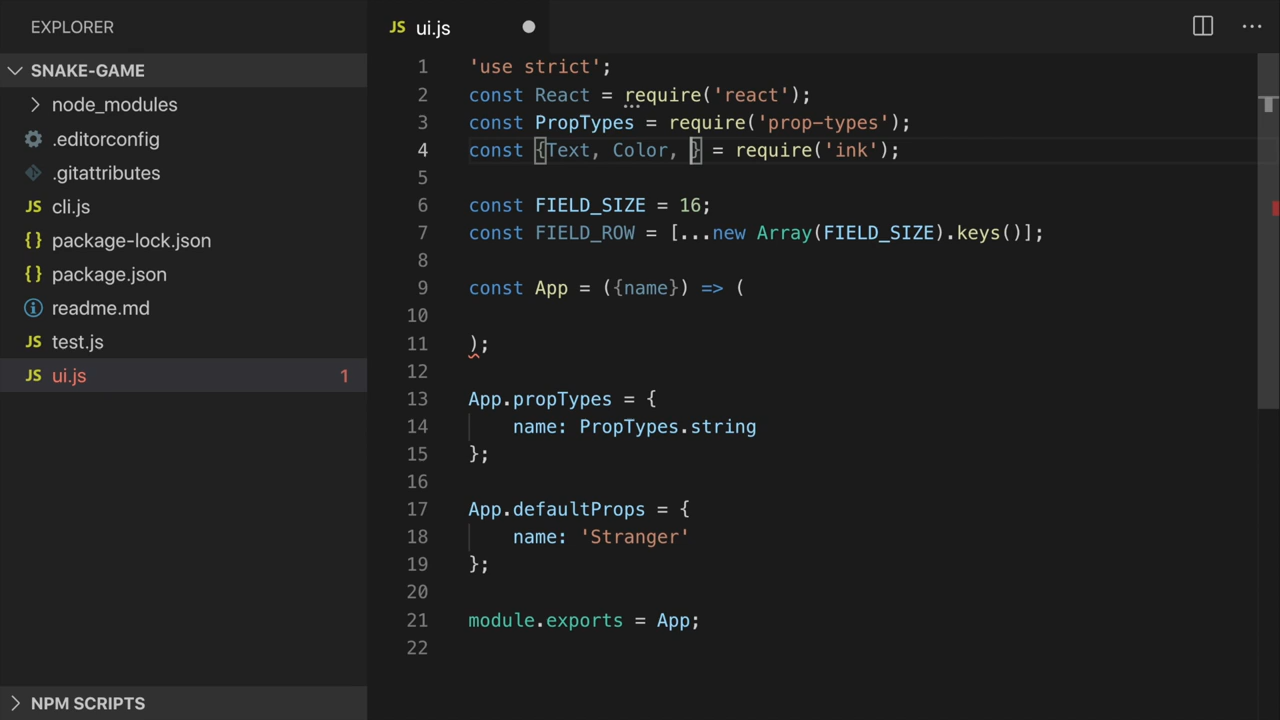 EXPLORER
SNAKE-GAME
node_modules
.editorconfig
.gitattributes
JS cli.js
{} package-lock.json
{} package.json
readme.md
JS test.js
JS ui.js 1
NPM SCRIPTS
JS ui.js
1 'use strict';
2 const React = require('react');
3 const PropTypes = require('prop-types');
4 const {Text, Color, } = require('ink');
5
6 const FIELD_SIZE = 16;
7 const FIELD_ROW = [...new Array(FIELD_SIZE).keys()];
8
9 const App = ({name}) => (
10
11 );
12
13 App.propTypes = {
14 name: PropTypes.string
15 };
16
17 App.defaultProps = {
18 name: 'Stranger'
19 };
20
21 module.exports = App;
22